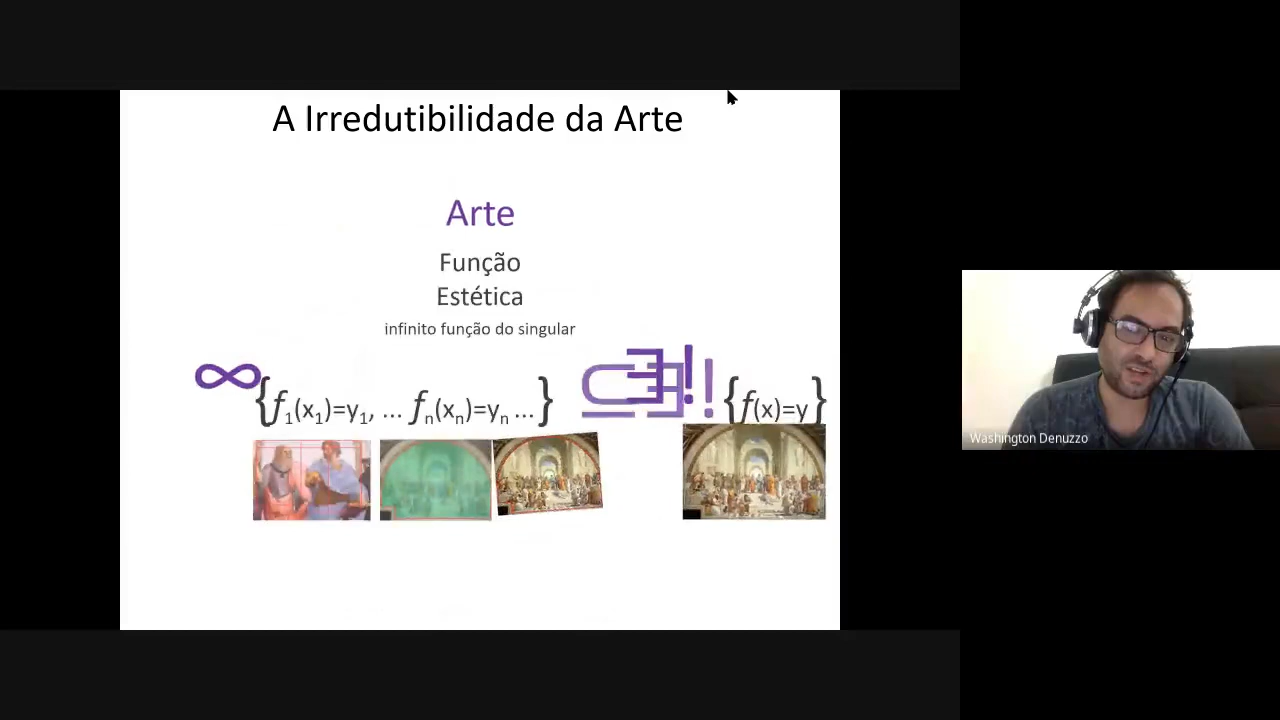 A Irredutibilidade da Arte
Arte
Função
Estética
infinito função do singular
∞ {f1(x1)=y1, ... fn(xn)=yn ...} ⊆ ∃! {f(x)=y}
Washington Denuzzo